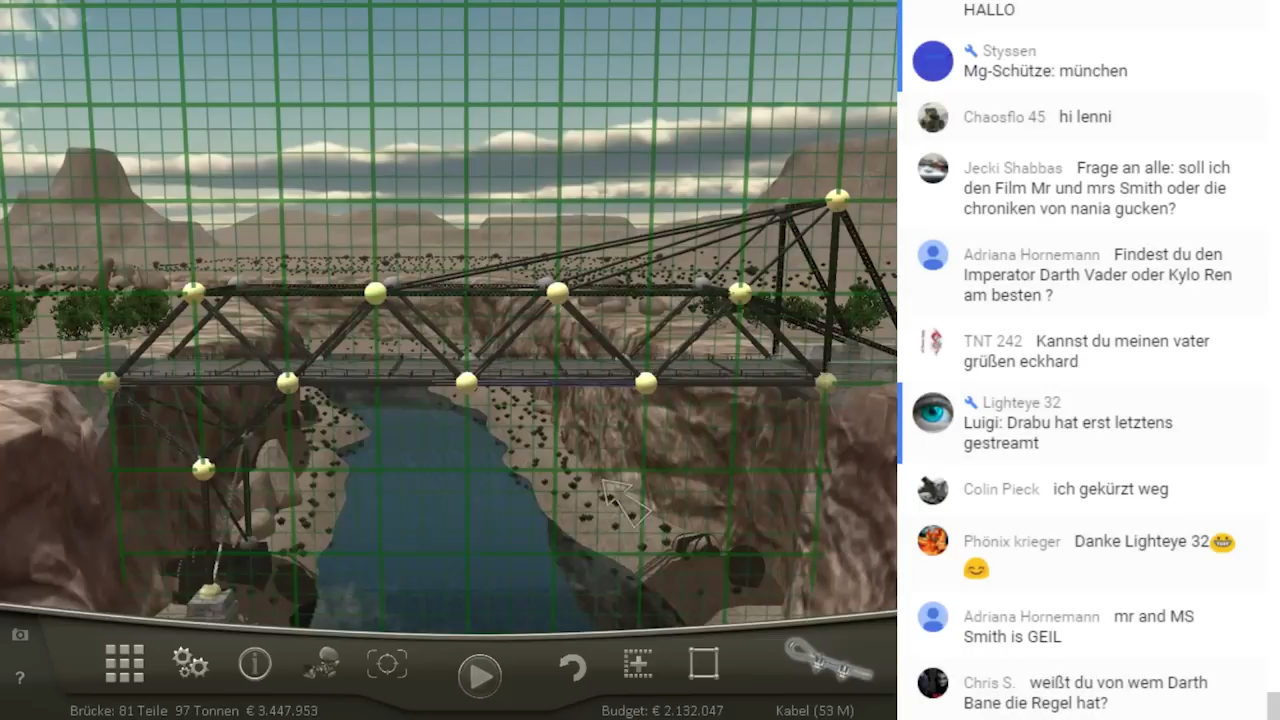 HALLO
Styssen
Mg-Schütze: münchen
Chaosflo 45 hi lenni
Jecki Shabbas Frage an alle: soll ich
den Film Mr und mrs Smith oder die
chroniken von nania gucken?
Adriana Hornemann Findest du den
Imperator Darth Vader oder Kylo Ren
am besten ?
TNT 242 Kannst du meinen vater
grüßen eckhard
Lighteye 32
Luigi: Drabu hat erst letztens
gestreamt
Colin Pieck ich gekürzt weg
Phönix krieger Danke Lighteye 32😁
😊
Adriana Hornemann mr and MS
Smith is GEIL
Chris S. weißt du von wem Darth
Bane die Regel hat?
?
Brücke: 81 Teile 97 Tonnen € 3.447.953
Budget: € 2.132.047
Kabel (53 M)